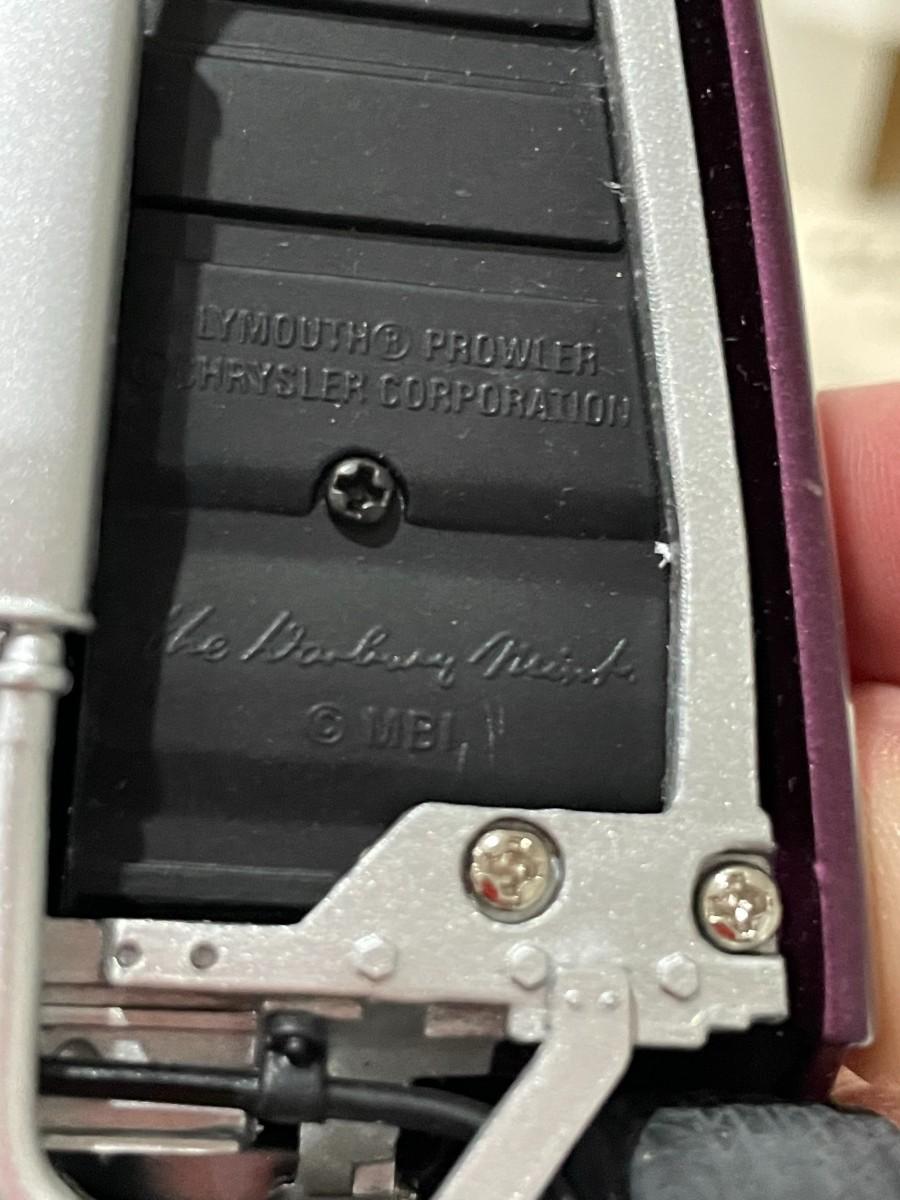 LYMOUTH® PROWLER
CHRYSLER CORPORATION
The Danbury Mint
© MBI